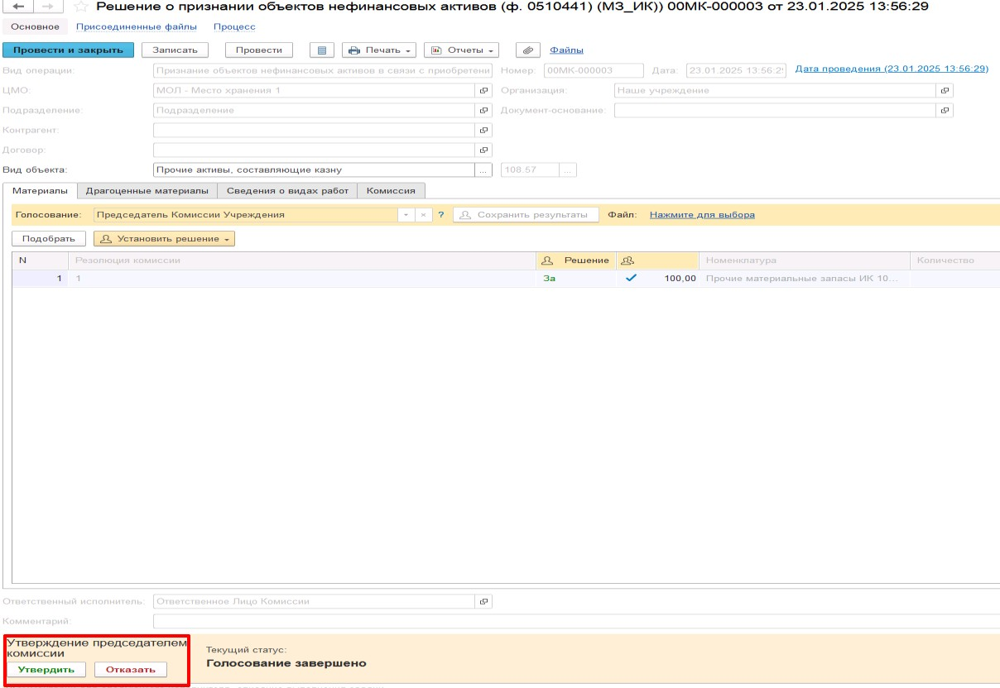 Решение о признании объектов нефинансовых активов (ф. 0510441) (МЗ_ИК)) 00МК-000003 от 23.01.2025 13:56:29
Основное Присоединенные файлы Процесс
Провести и закрыть Записать Провести Печать Отчеты Файлы
Вид операции: Признание объектов нефинансовых активов в связи с приобретени Номер: 00МК-000003 Дата: 23.01.2025 13:56:2 Дата проведения (23.01.2025 13:56:29)
ЦМО: МОЛ - Место хранения 1 Организация: Наше учреждение
Подразделение: Подразделение Документ-основание:
Контрагент:
Договор:
Вид объекта: Прочие активы, составляющие казну ... 108.57 ...
Материалы Драгоценные материалы Сведения о видах работ Комиссия
Голосование: Председатель Комиссии Учреждения × ? Сохранить результаты Файл: Нажмите для выбора
Подобрать Установить решение
N Резолюция комиссии Решение Номенклатура Количество
1 1 За 100,00 Прочие материальные запасы ИК 10...
Ответственный исполнитель: Ответственное Лицо Комиссии
Комментарий:
Утверждение председателем
комиссии
Утвердить Отказать
Текущий статус:
Голосование завершено